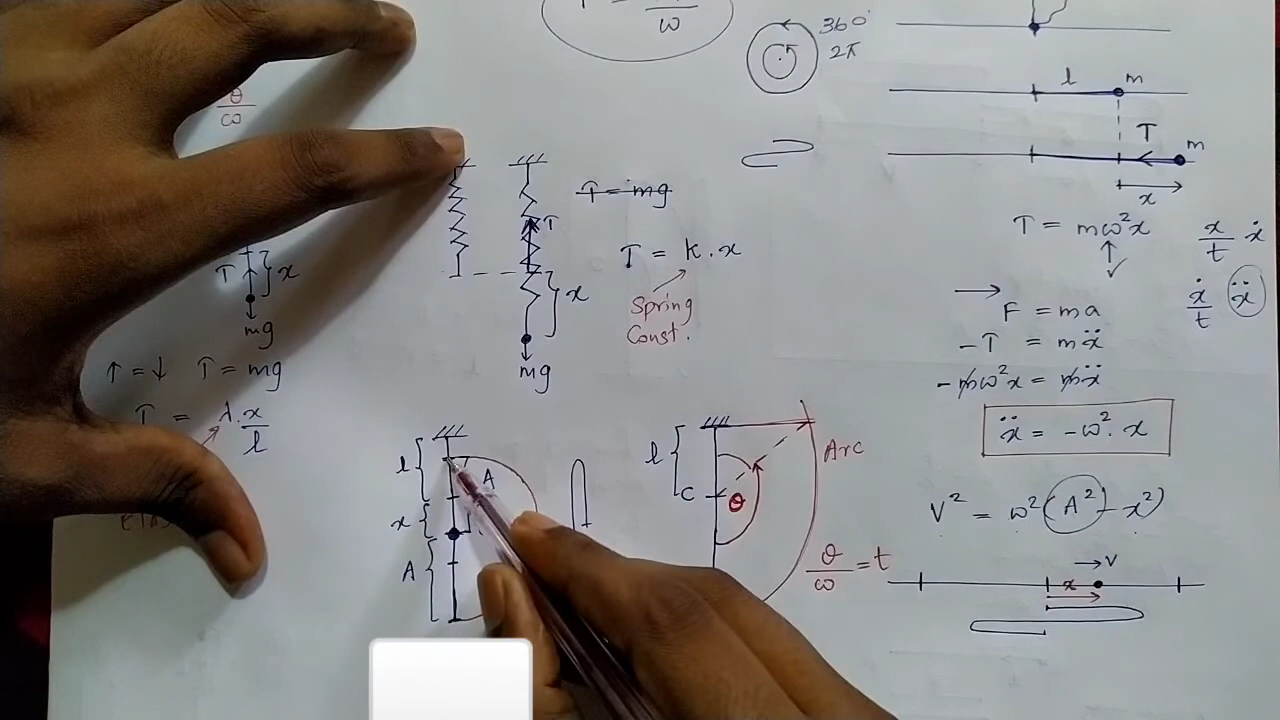 ω
360°
2π
θ/ω
l m
T m
x
T = mg
T
T = k.x
T x
x
Spring
Const.
mg
mg
↑=↓ T = mg
T = λ.x/l
T = mω²x
x/t ẋ
ẋ/t ẍ
F = ma
-T = mẍ
-mω²x = mẍ
ẍ = -ω². x
V² = ω²(A² - x²)
l
A
x
A
l
C
θ
Arc
θ/ω = t
V
x